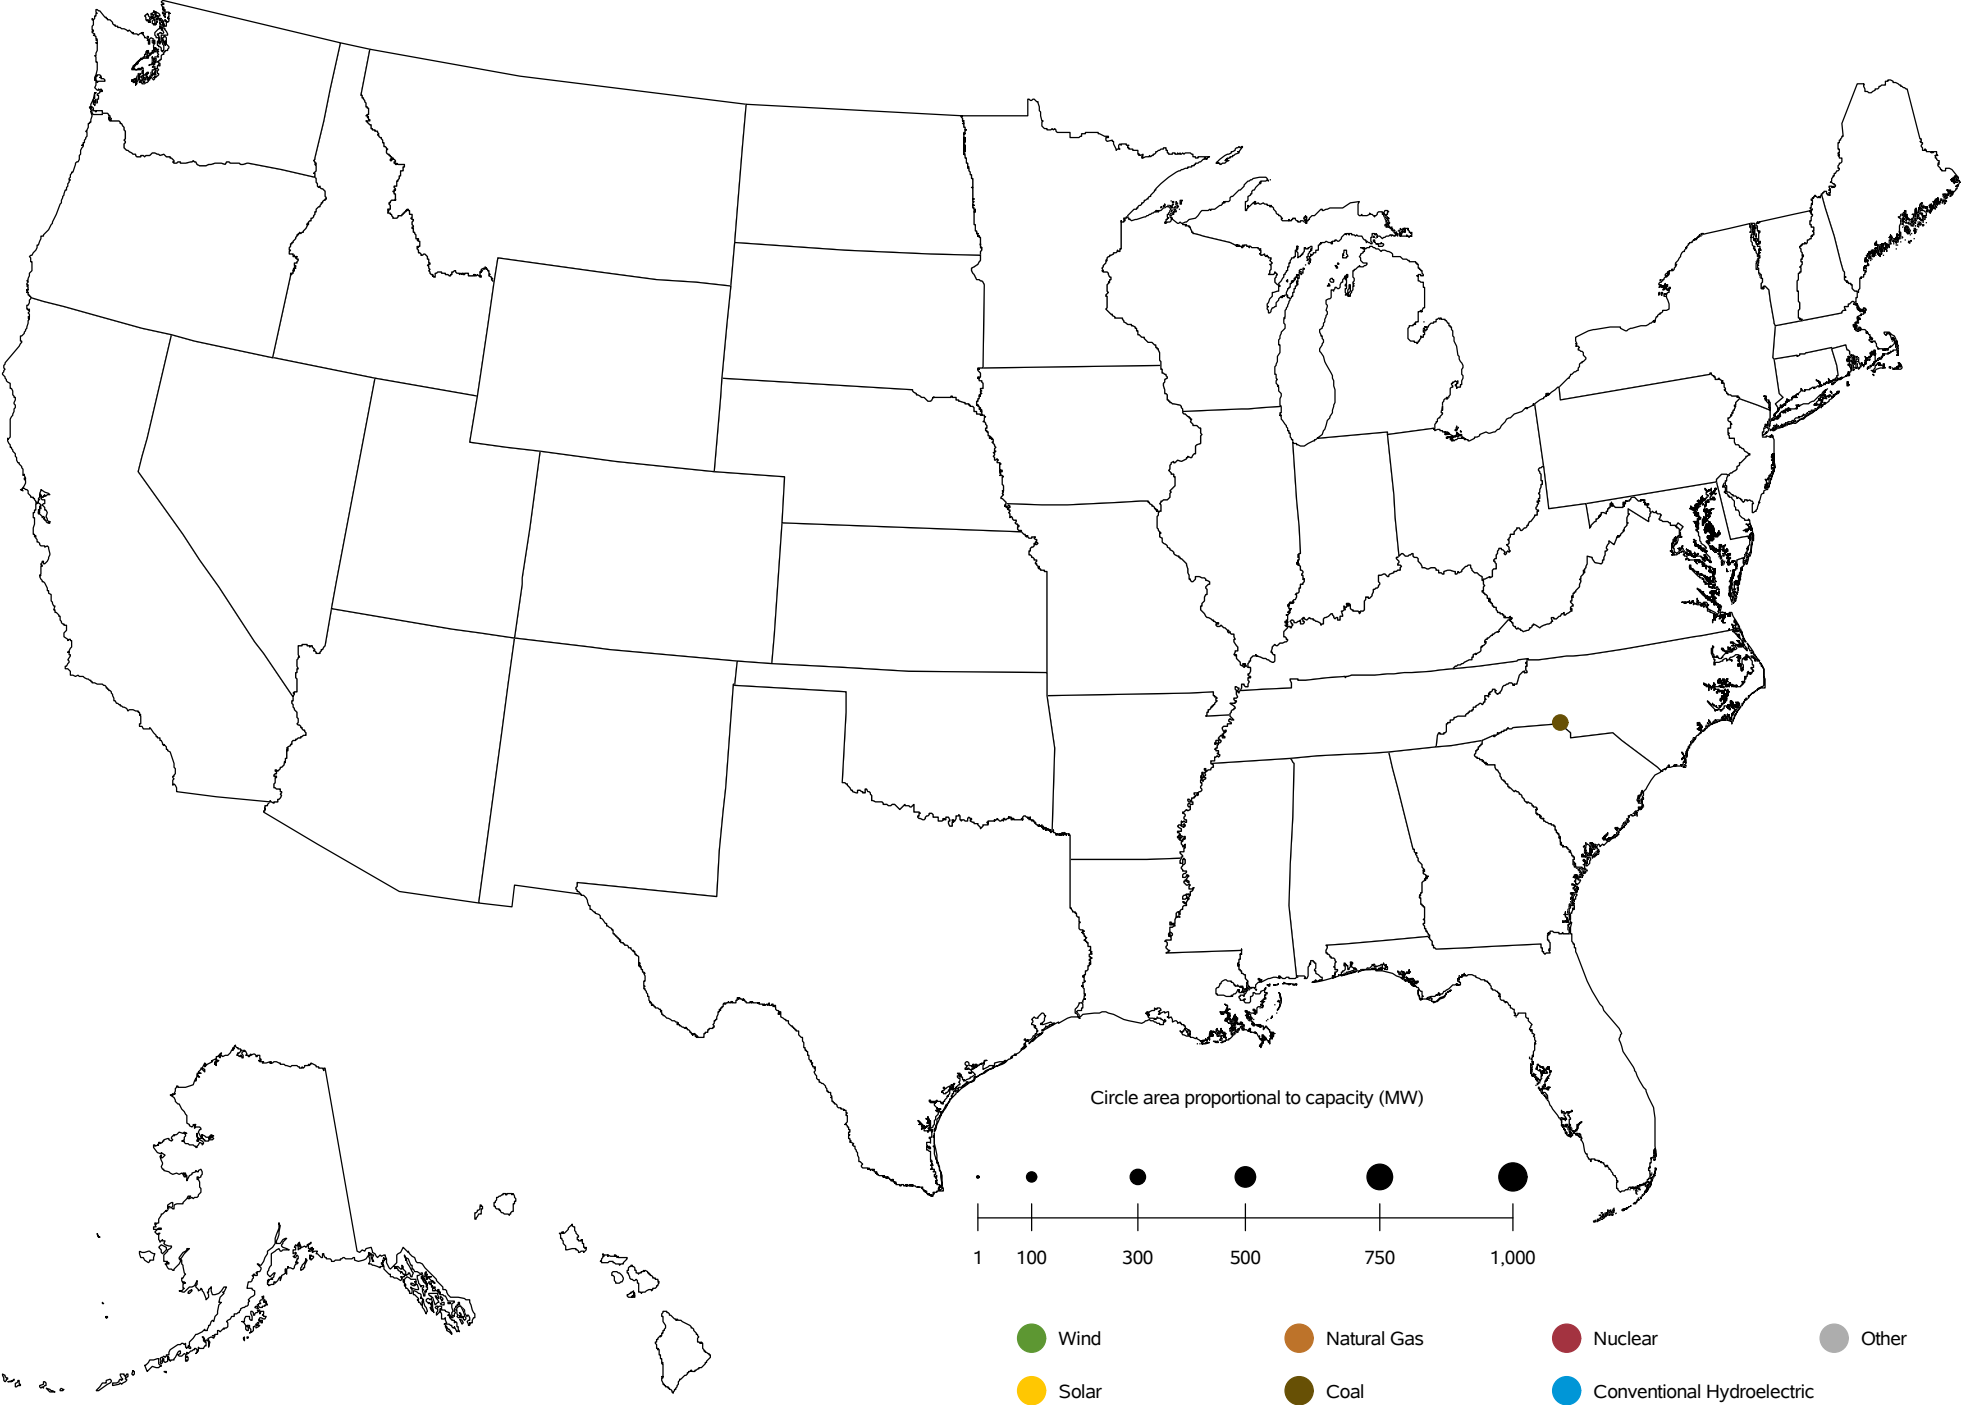 Circle area proportional to capacity (MW)
1 100 300 500 750 1,000
Wind Natural Gas Nuclear Other
Solar Coal Conventional Hydroelectric